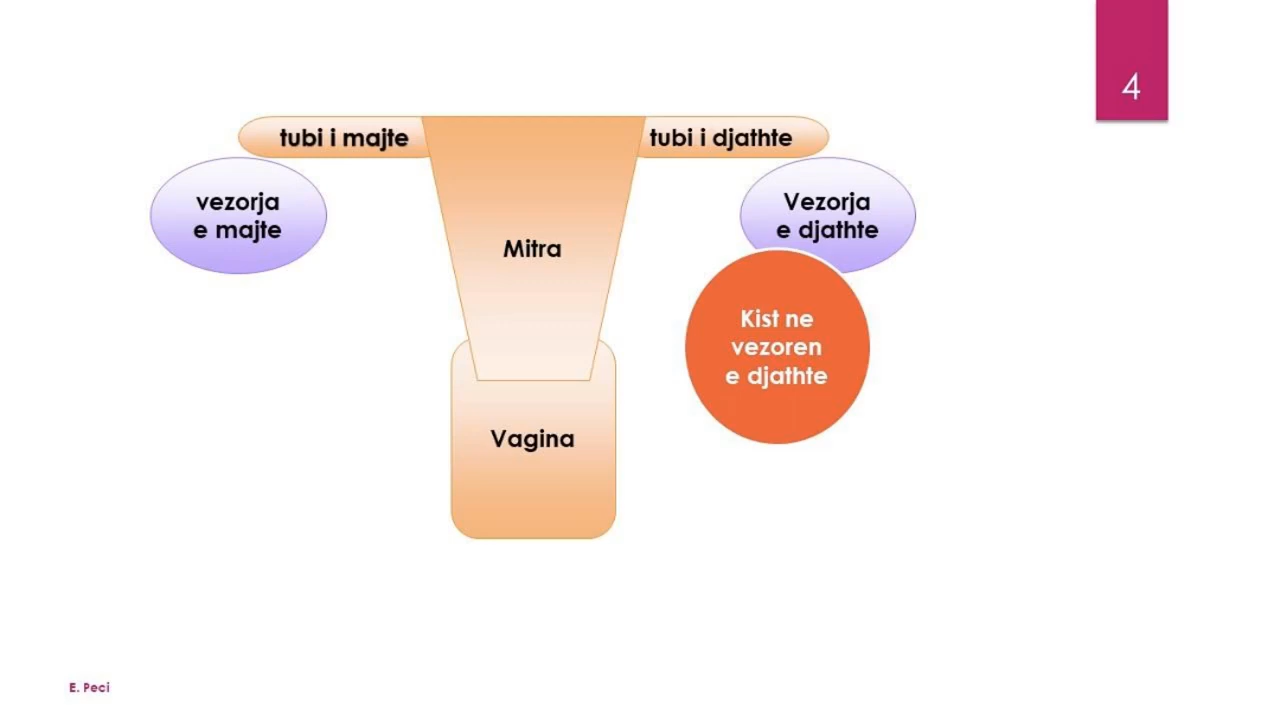 4
tubi i majte
tubi i djathte
vezorja
e majte
Vezorja
e djathte
Mitra
Kist ne
vezoren
e djathte
Vagina
E. Peci